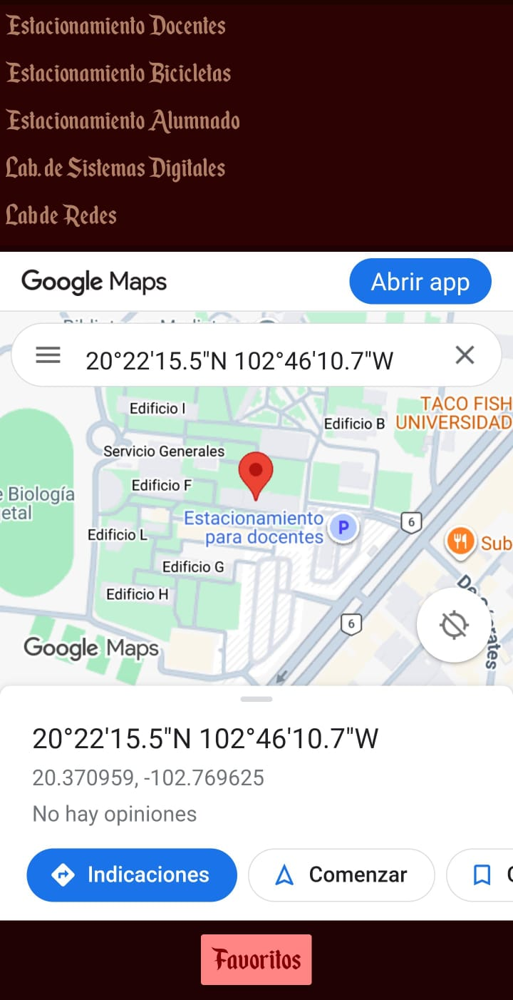 Estacionamiento Docentes
Estacionamiento Bicicletas
Estacionamiento Alumnado
Lab. de Sistemas Digitales
Lab de Redes
Google Maps
Abrir app
20°22'15.5"N 102°46'10.7"W
Edificio I
TACO FISH
UNIVERSIDAD
Edificio B
Servicio Generales
Edificio F
Biología
etal
Estacionamiento
para docentes
P
6
Edificio L
Sub
Edificio G
Edificio H
6
Google Maps
20°22'15.5"N 102°46'10.7"W
20.370959, -102.769625
No hay opiniones
Indicaciones
Comenzar
Favoritos